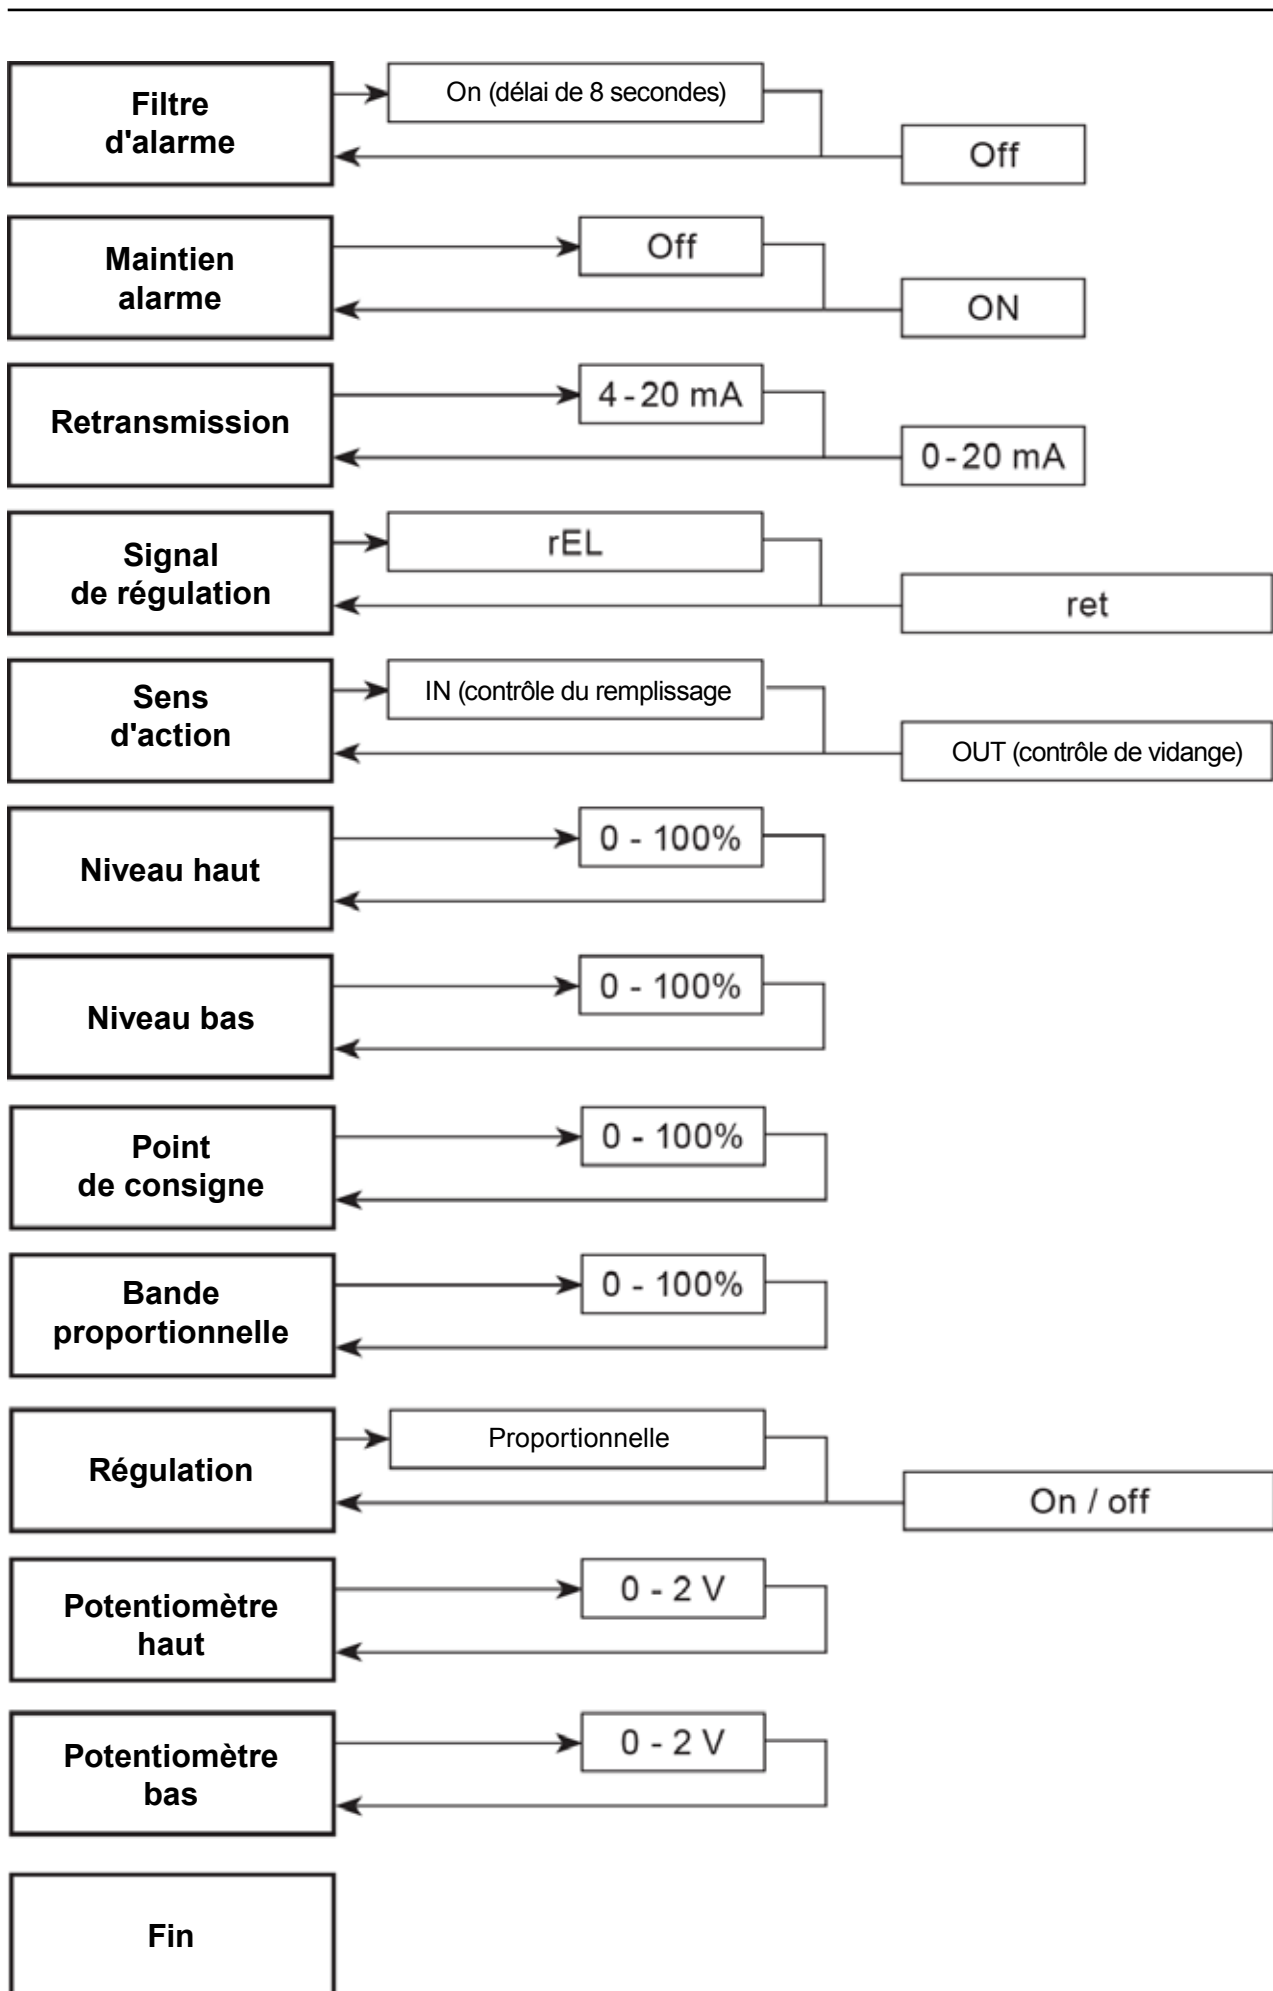 Filtre
d'alarme
On (délai de 8 secondes)
Off
Maintien
alarme
Off
ON
Retransmission
4-20 mA
0-20 mA
Signal
de régulation
rEL
ret
Sens
d'action
IN (contrôle du remplissage
OUT (contrôle de vidange)
Niveau haut
0 - 100%
Niveau bas
0 - 100%
Point
de consigne
0 - 100%
Bande
proportionnelle
0 - 100%
Régulation
Proportionnelle
On / off
Potentiomètre
haut
0 - 2 V
Potentiomètre
bas
0 - 2 V
Fin